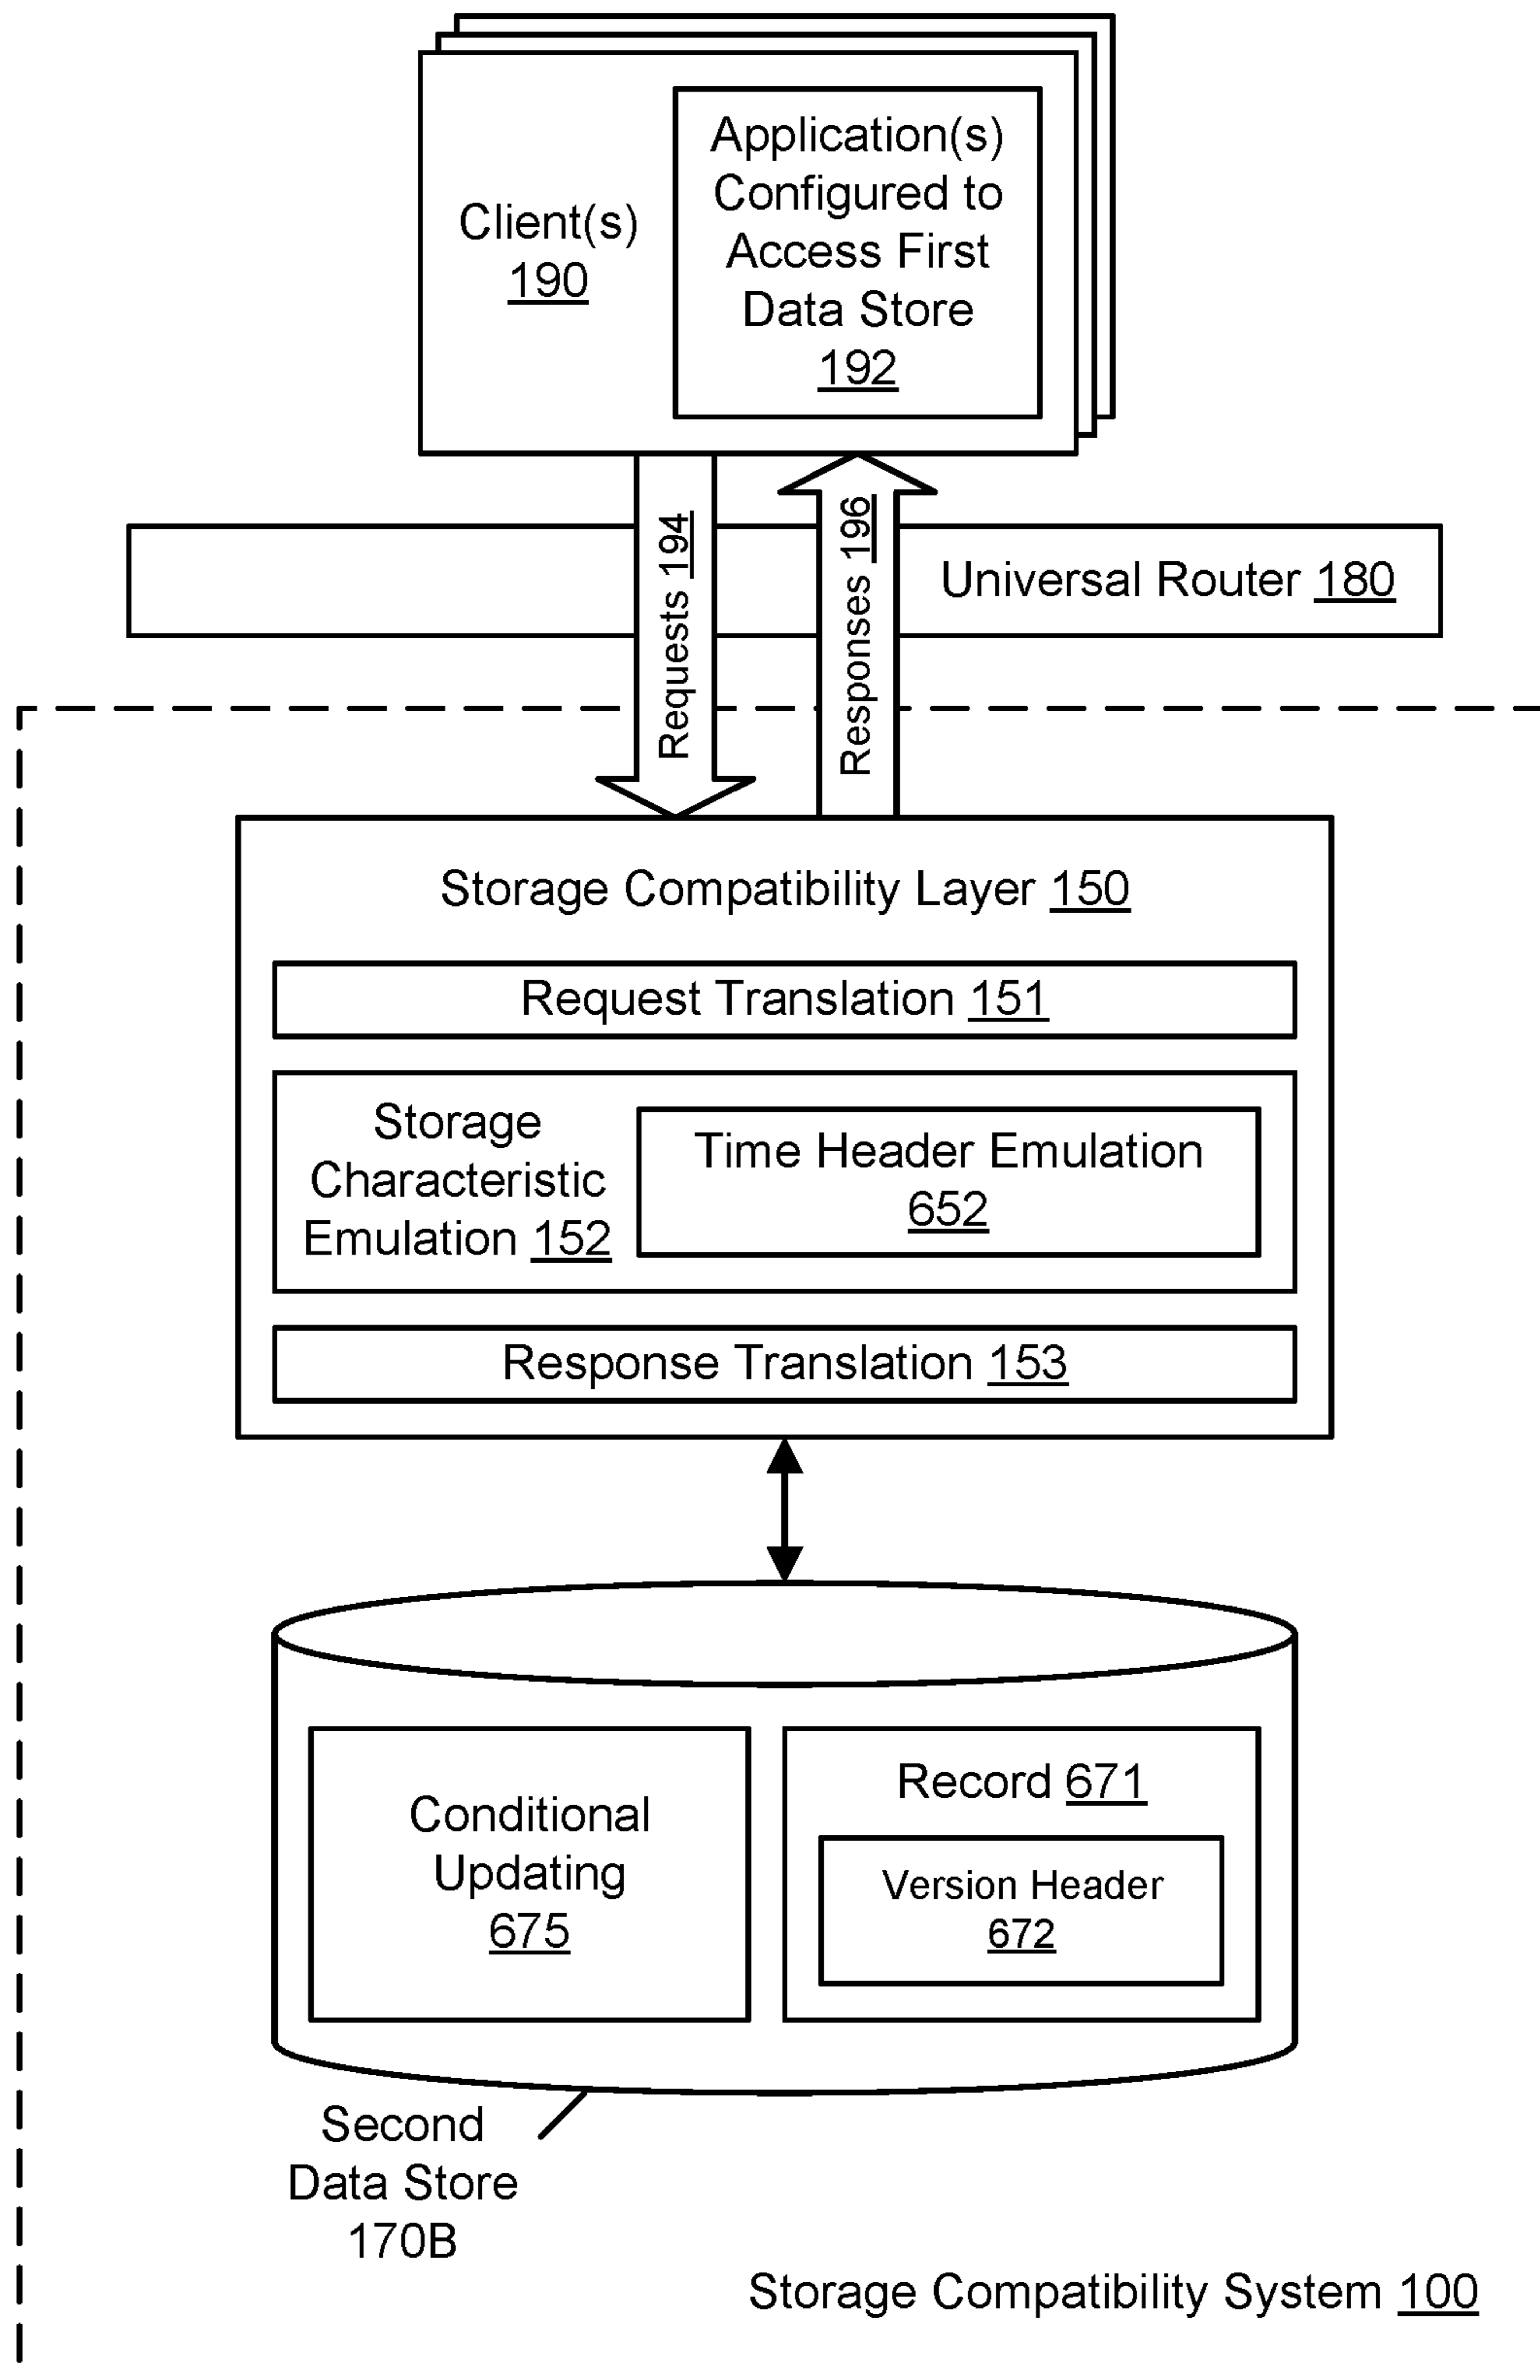 Client(s)
190
Application(s)
Configured to
Access First
Data Store
192
Requests 194
Responses 196
Universal Router 180
Storage Compatibility Layer 150
Request Translation 151
Storage
Characteristic
Emulation 152
Time Header Emulation
652
Response Translation 153
Conditional
Updating
675
Record 671
Version Header
672
Second
Data Store
170B
Storage Compatibility System 100